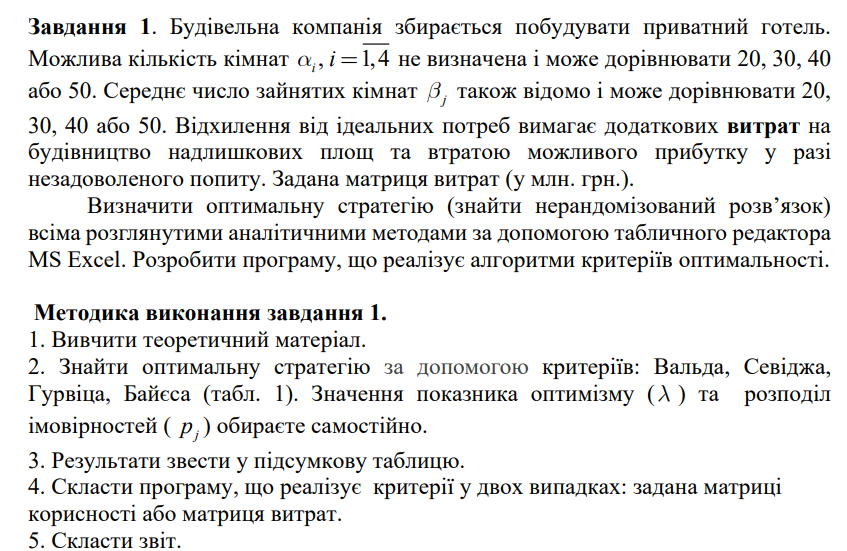 Завдання 1. Будівельна компанія збирається побудувати приватний готель.
Можлива кількість кімнат αᵢ, i = 1,4 не визначена і може дорівнювати 20, 30, 40
або 50. Середнє число зайнятих кімнат βⱼ також відомо і може дорівнювати 20,
30, 40 або 50. Відхилення від ідеальних потреб вимагає додаткових витрат на
будівництво надлишкових площ та втратою можливого прибутку у разі
незадоволеного попиту. Задана матриця витрат (у млн. грн.).
Визначити оптимальну стратегію (знайти нерандомізований розв’язок)
всіма розглянутими аналітичними методами за допомогою табличного редактора
MS Excel. Розробити програму, що реалізує алгоритми критеріїв оптимальності.
Методика виконання завдання 1.
1. Вивчити теоретичний матеріал.
2. Знайти оптимальну стратегію за допомогою критеріїв: Вальда, Севіджа,
Гурвіца, Байєса (табл. 1). Значення показника оптимізму (λ) та розподіл
імовірностей ( pⱼ ) обираєте самостійно.
3. Результати звести у підсумкову таблицю.
4. Скласти програму, що реалізує критерії у двох випадках: задана матриці
корисності або матриця витрат.
5. Скласти звіт.